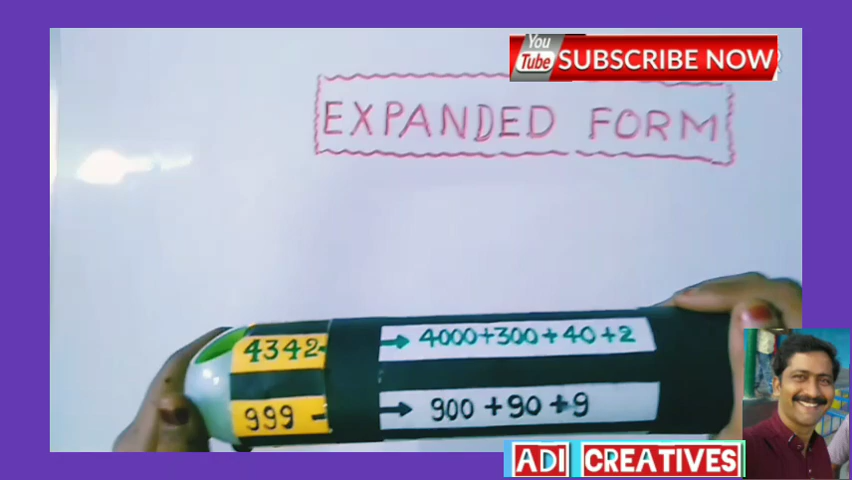 You
Tube SUBSCRIBE NOW
EXPANDED FORM
4342 → 4000+300+40+2
999 → 900+90+9
ADI CREATIVES